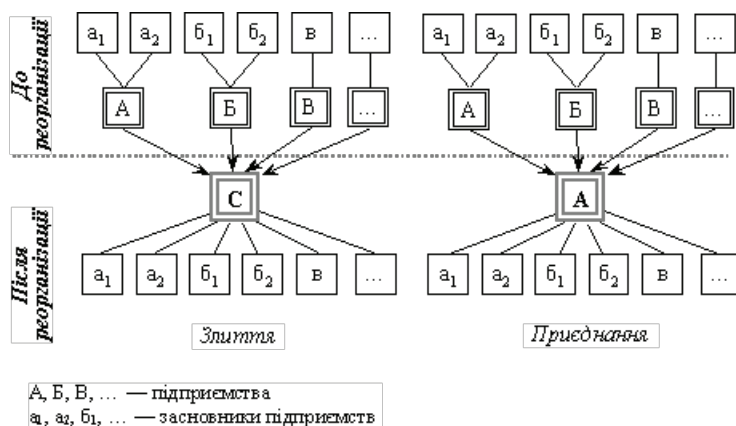 До реорганізації
а₁ а₂ б₁ б₂ в ... а₁ а₂ б₁ б₂ в ...
А Б В ... А Б В ...
С А
Після реорганізації
а₁ а₂ б₁ б₂ в ... а₁ а₂ б₁ б₂ в ...
Злиття Приєднання
А, Б, В, ... — підприємства
а₁, а₂, б₁, ... — засновники підприємств